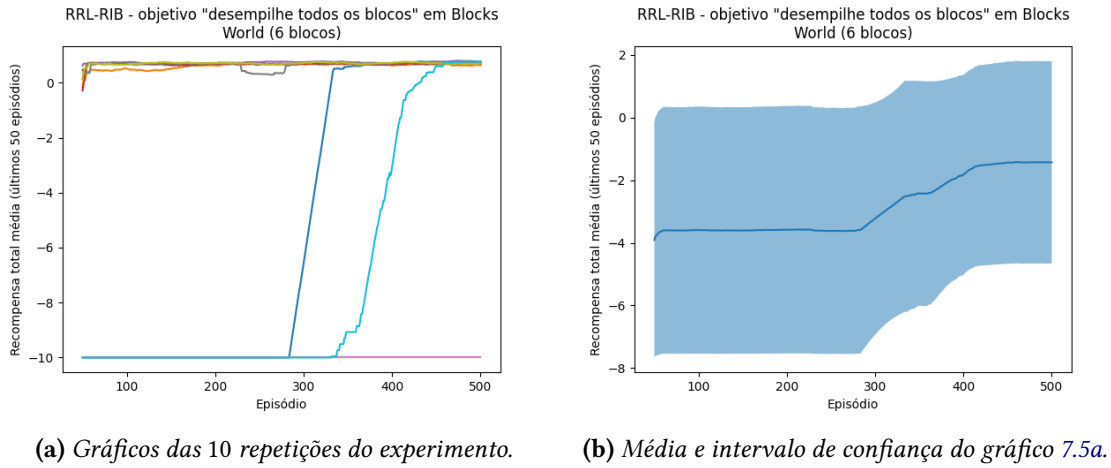 RRL-RIB - objetivo "desempilhe todos os blocos" em Blocks
World (6 blocos)
Recompensa total média (últimos 50 episódios)
0
−2
−4
−6
−8
−10
100
200
300
400
500
Episódio
(a) Gráficos das 10 repetições do experimento.
RRL-RIB - objetivo "desempilhe todos os blocos" em Blocks
World (6 blocos)
Recompensa total média (últimos 50 episódios)
2
0
−2
−4
−6
−8
100
200
300
400
500
Episódio
(b) Média e intervalo de confiança do gráfico 7.5a.